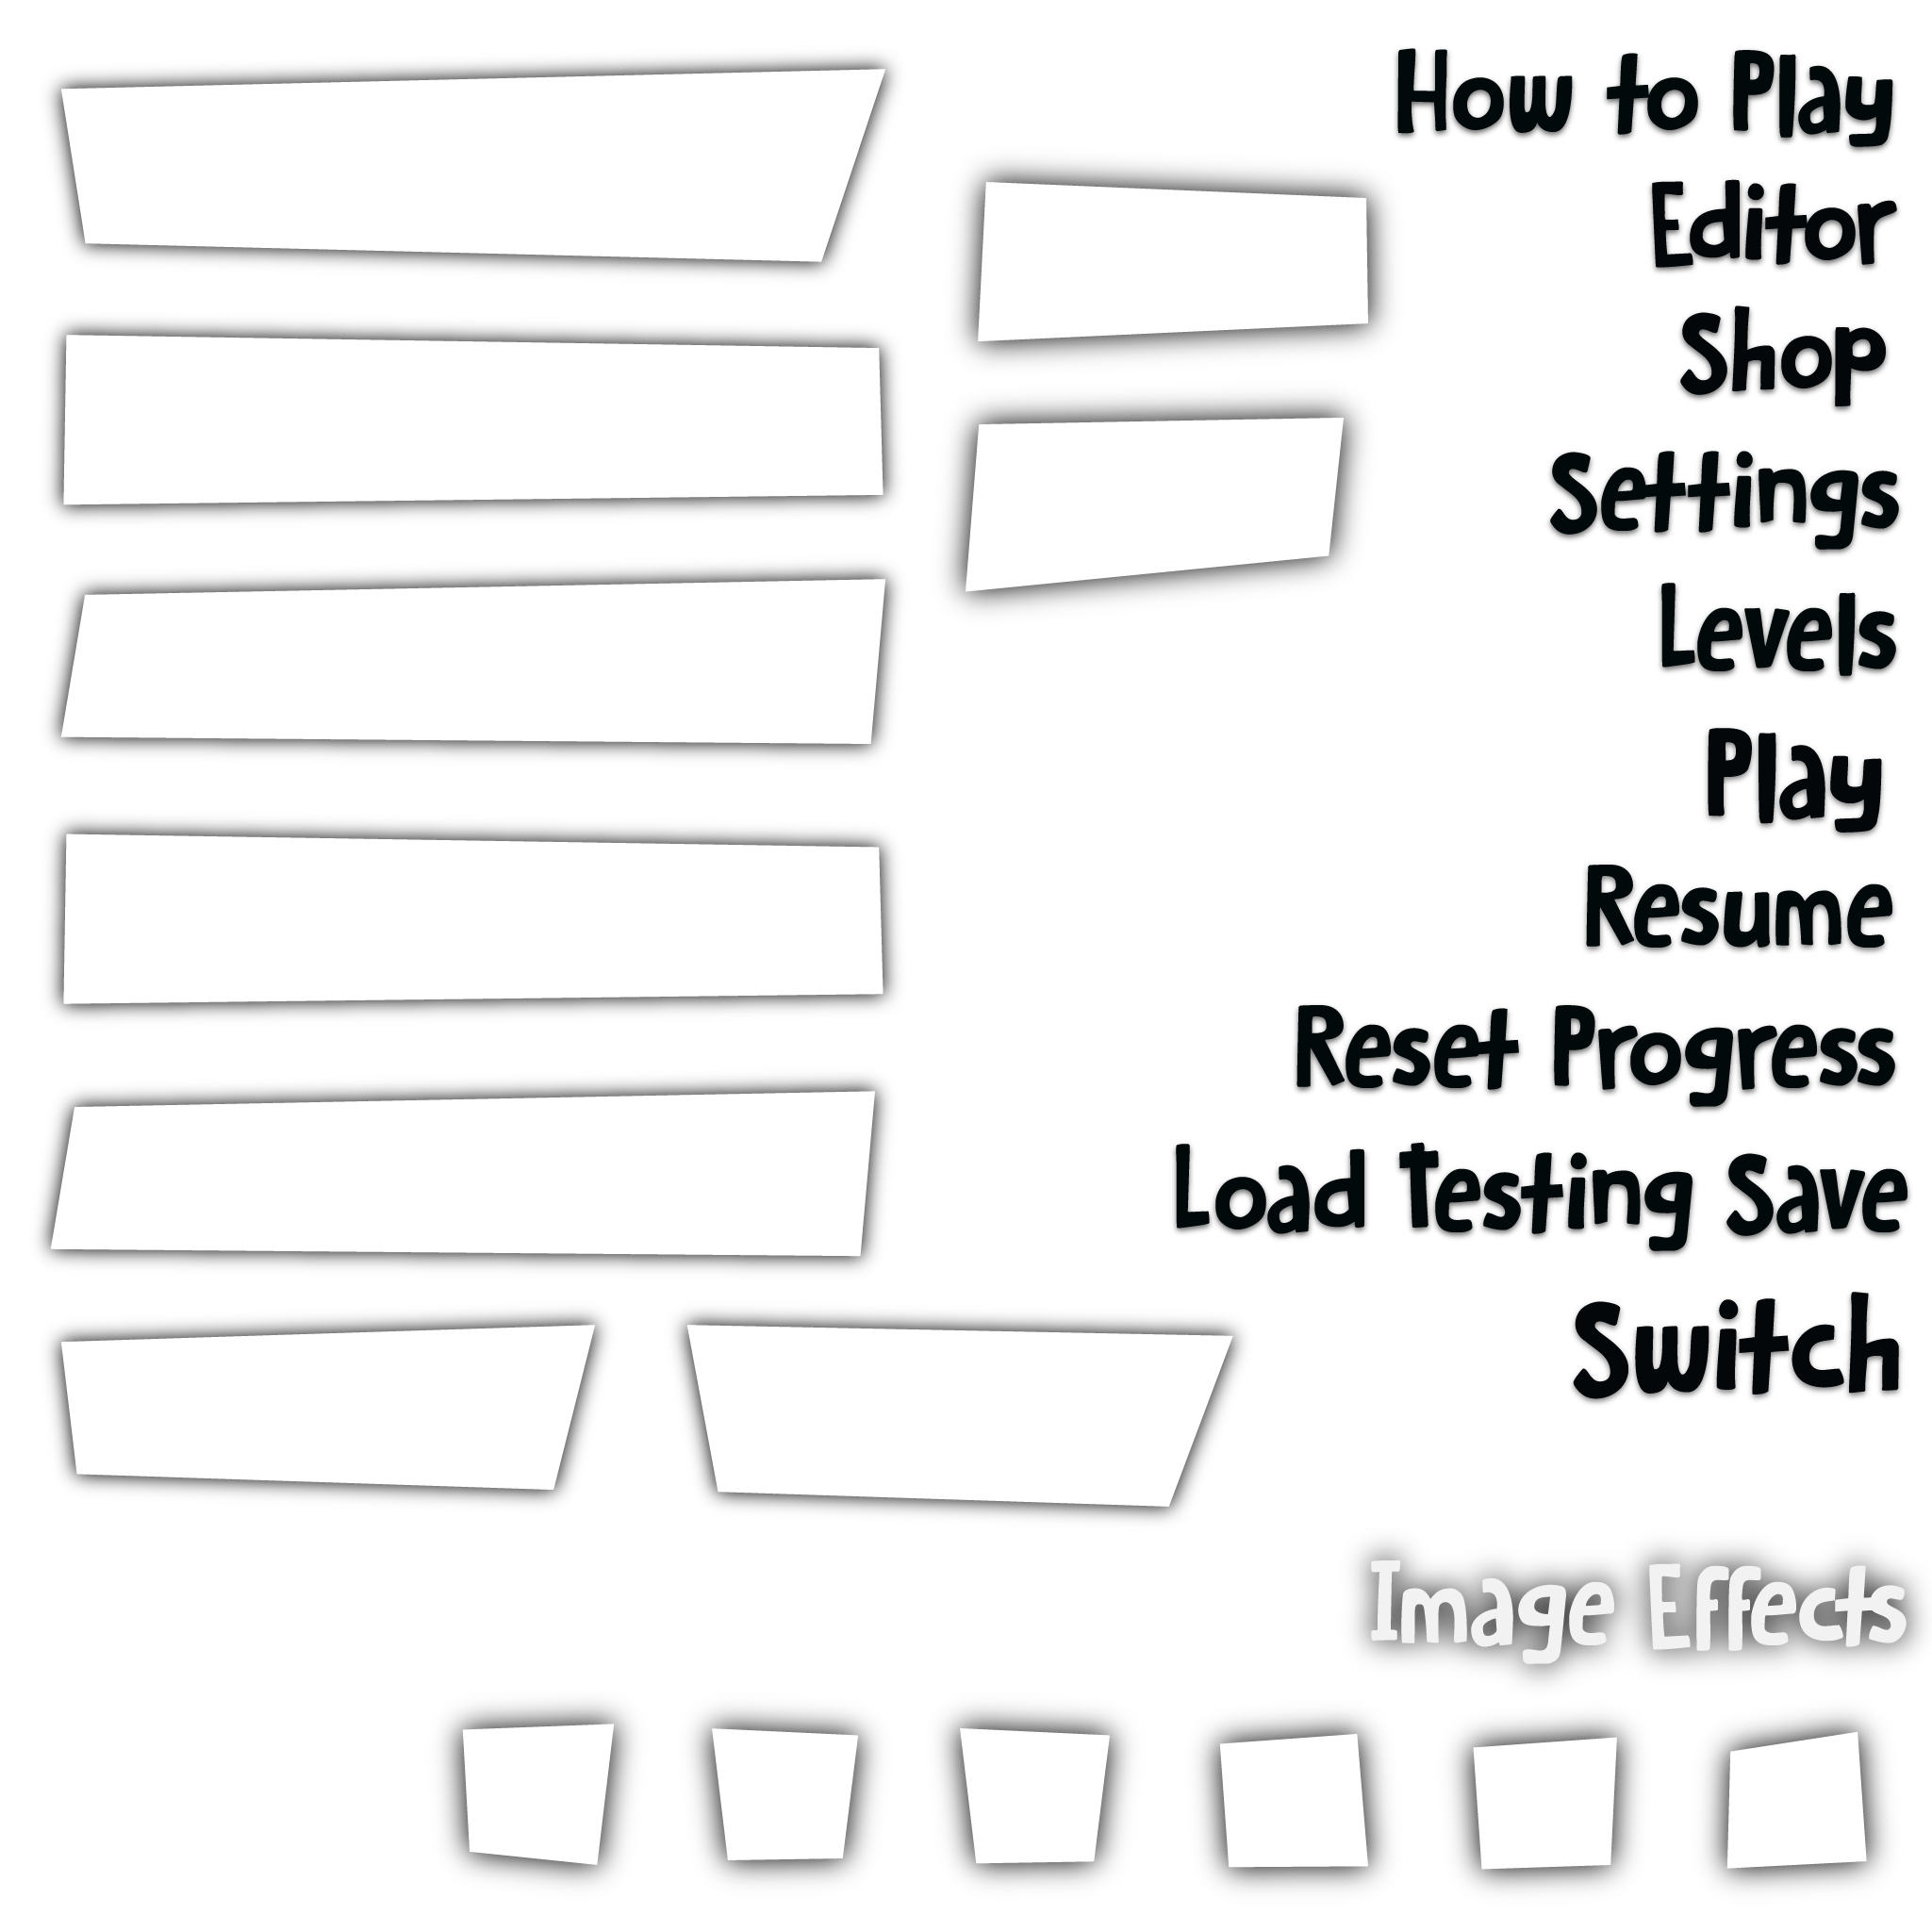 How to Play
Editor
Shop
Settings
Levels
Play
Resume
Reset Progress
Load Testing Save
Switch
Image Effects